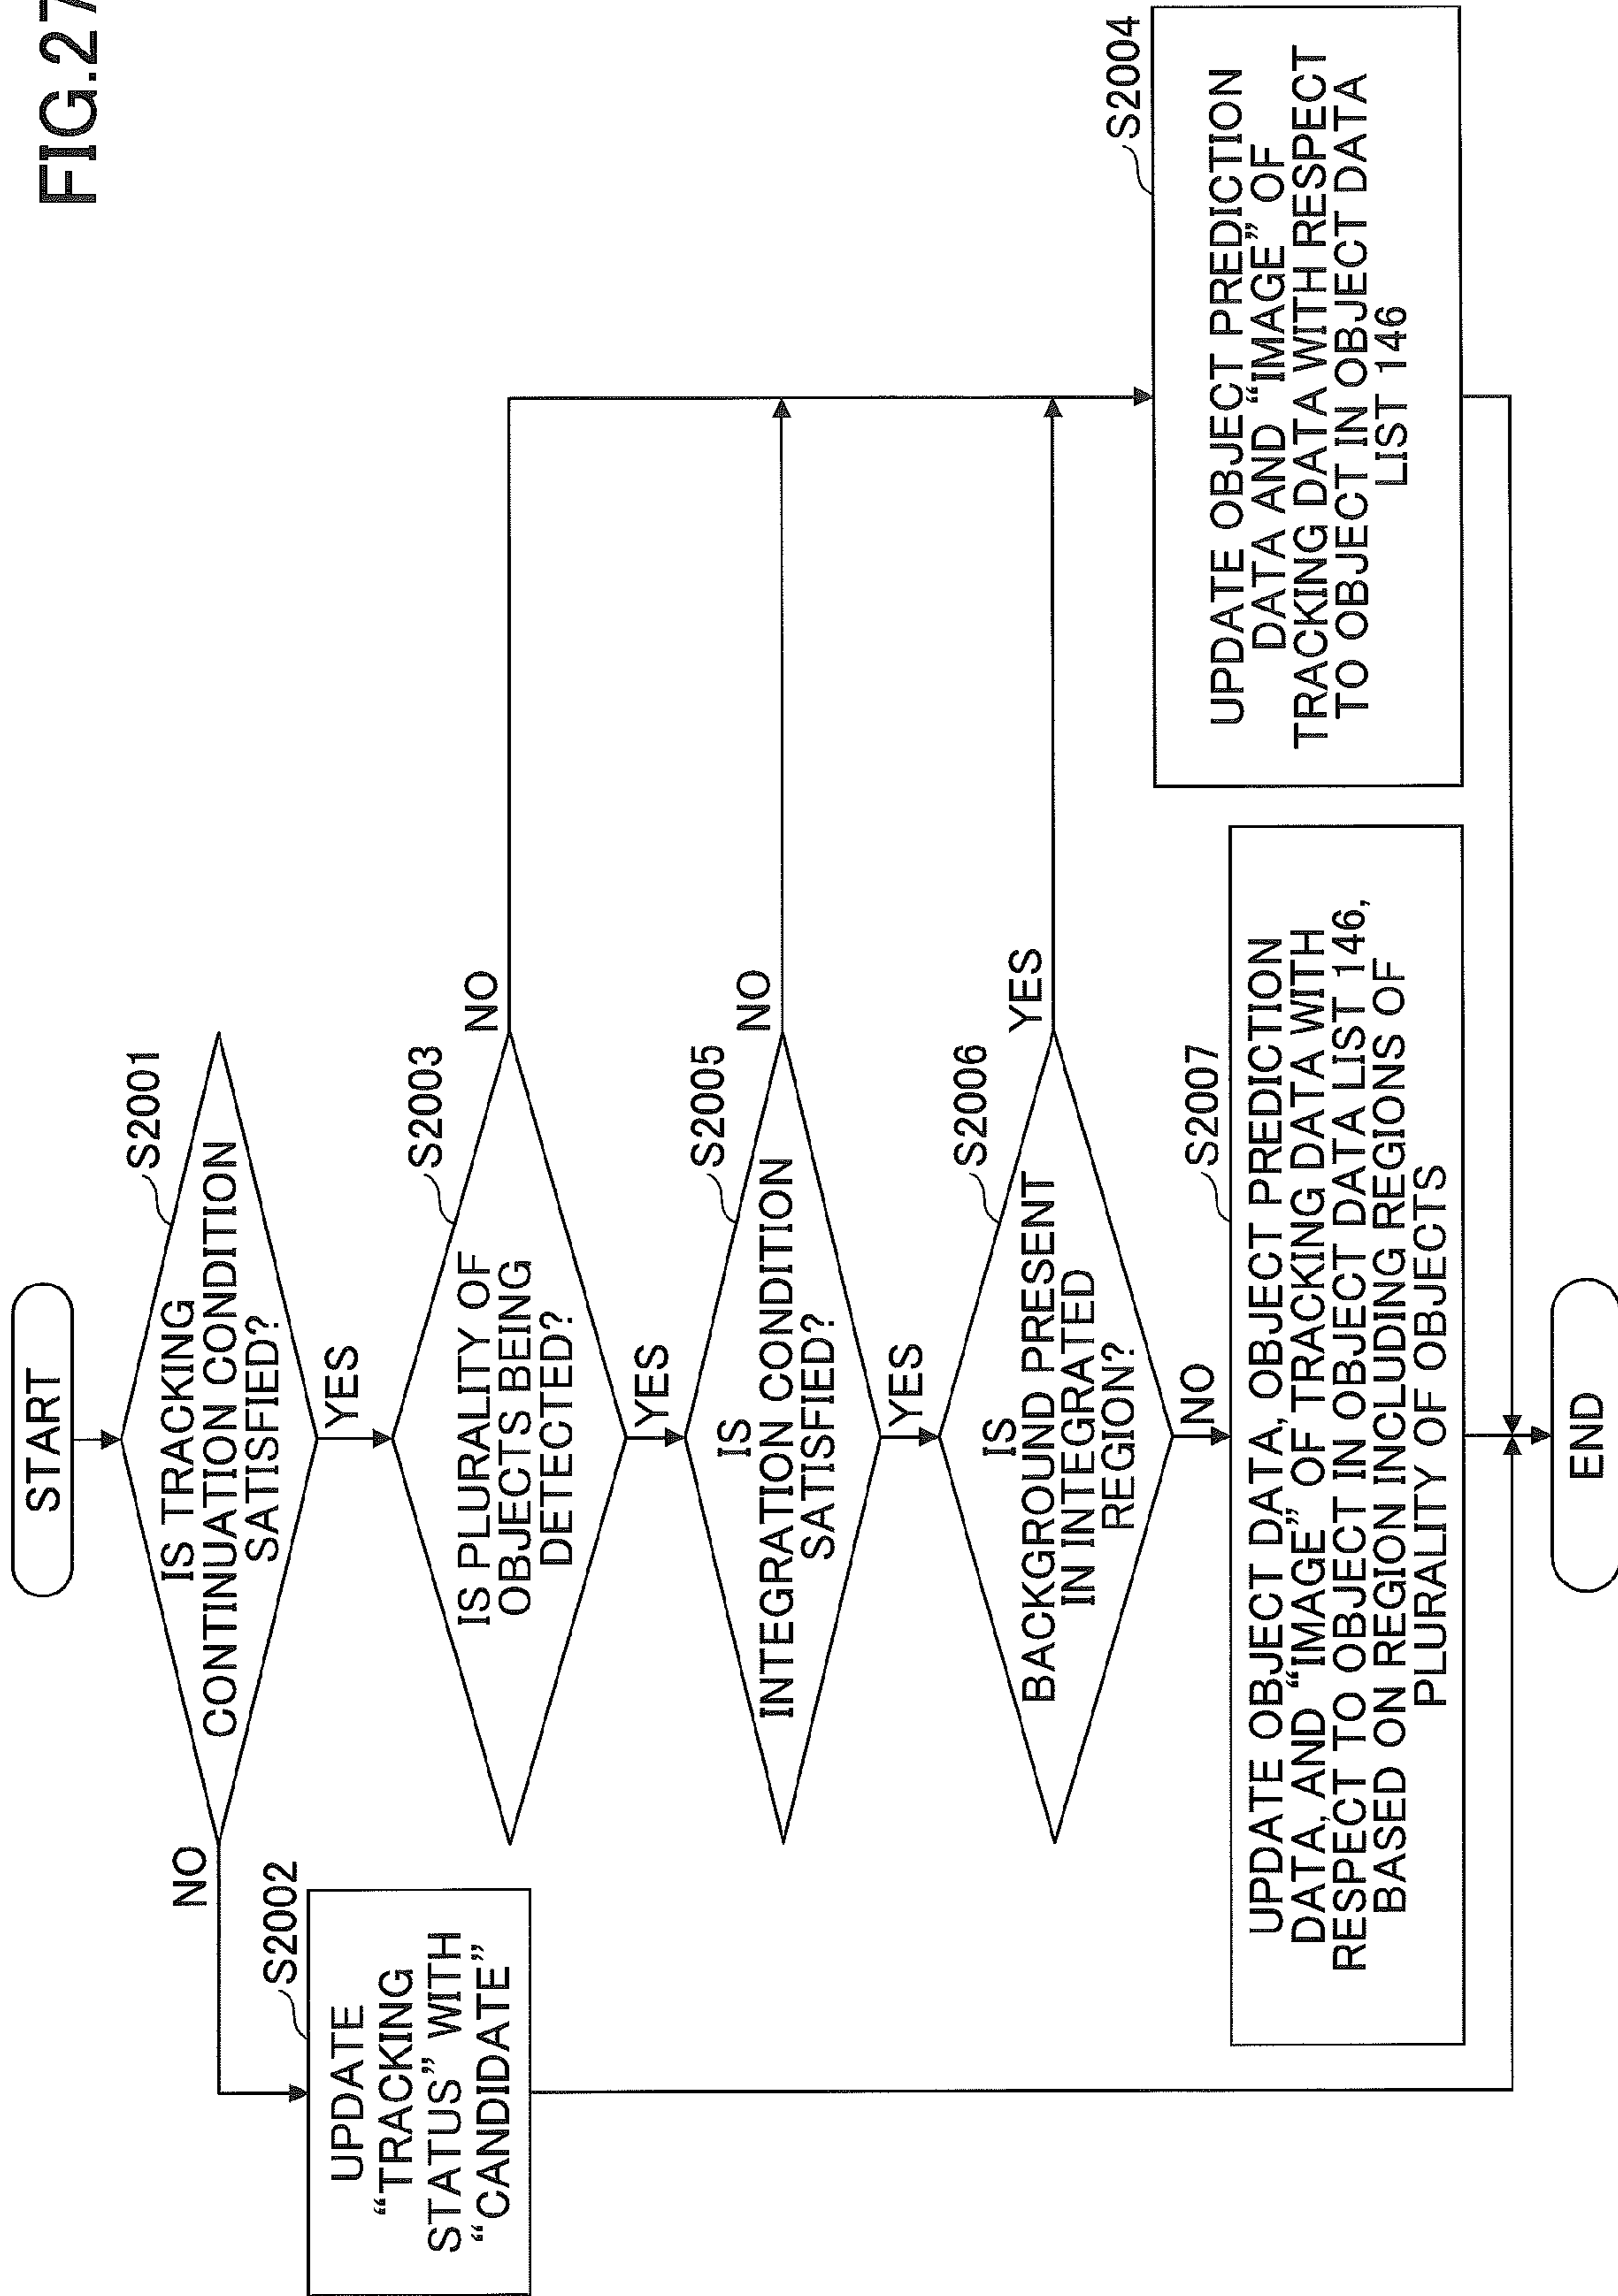 FIG.27
START
S2001
IS TRACKING
CONTINUATION CONDITION
SATISFIED?
NO
YES
S2002
UPDATE
“TRACKING
STATUS” WITH
“CANDIDATE”
S2003
IS PLURALITY OF
OBJECTS BEING
DETECTED?
NO
YES
S2005
IS
INTEGRATION CONDITION
SATISFIED?
NO
YES
S2006
IS
BACKGROUND PRESENT
IN INTEGRATED
REGION?
YES
NO
S2007
UPDATE OBJECT DATA, OBJECT PREDICTION
DATA, AND “IMAGE” OF TRACKING DATA WITH
RESPECT TO OBJECT IN OBJECT DATA LIST 146,
BASED ON REGION INCLUDING REGIONS OF
PLURALITY OF OBJECTS
S2004
UPDATE OBJECT PREDICTION
DATA AND “IMAGE” OF
TRACKING DATA WITH RESPECT
TO OBJECT IN OBJECT DATA
LIST 146
END